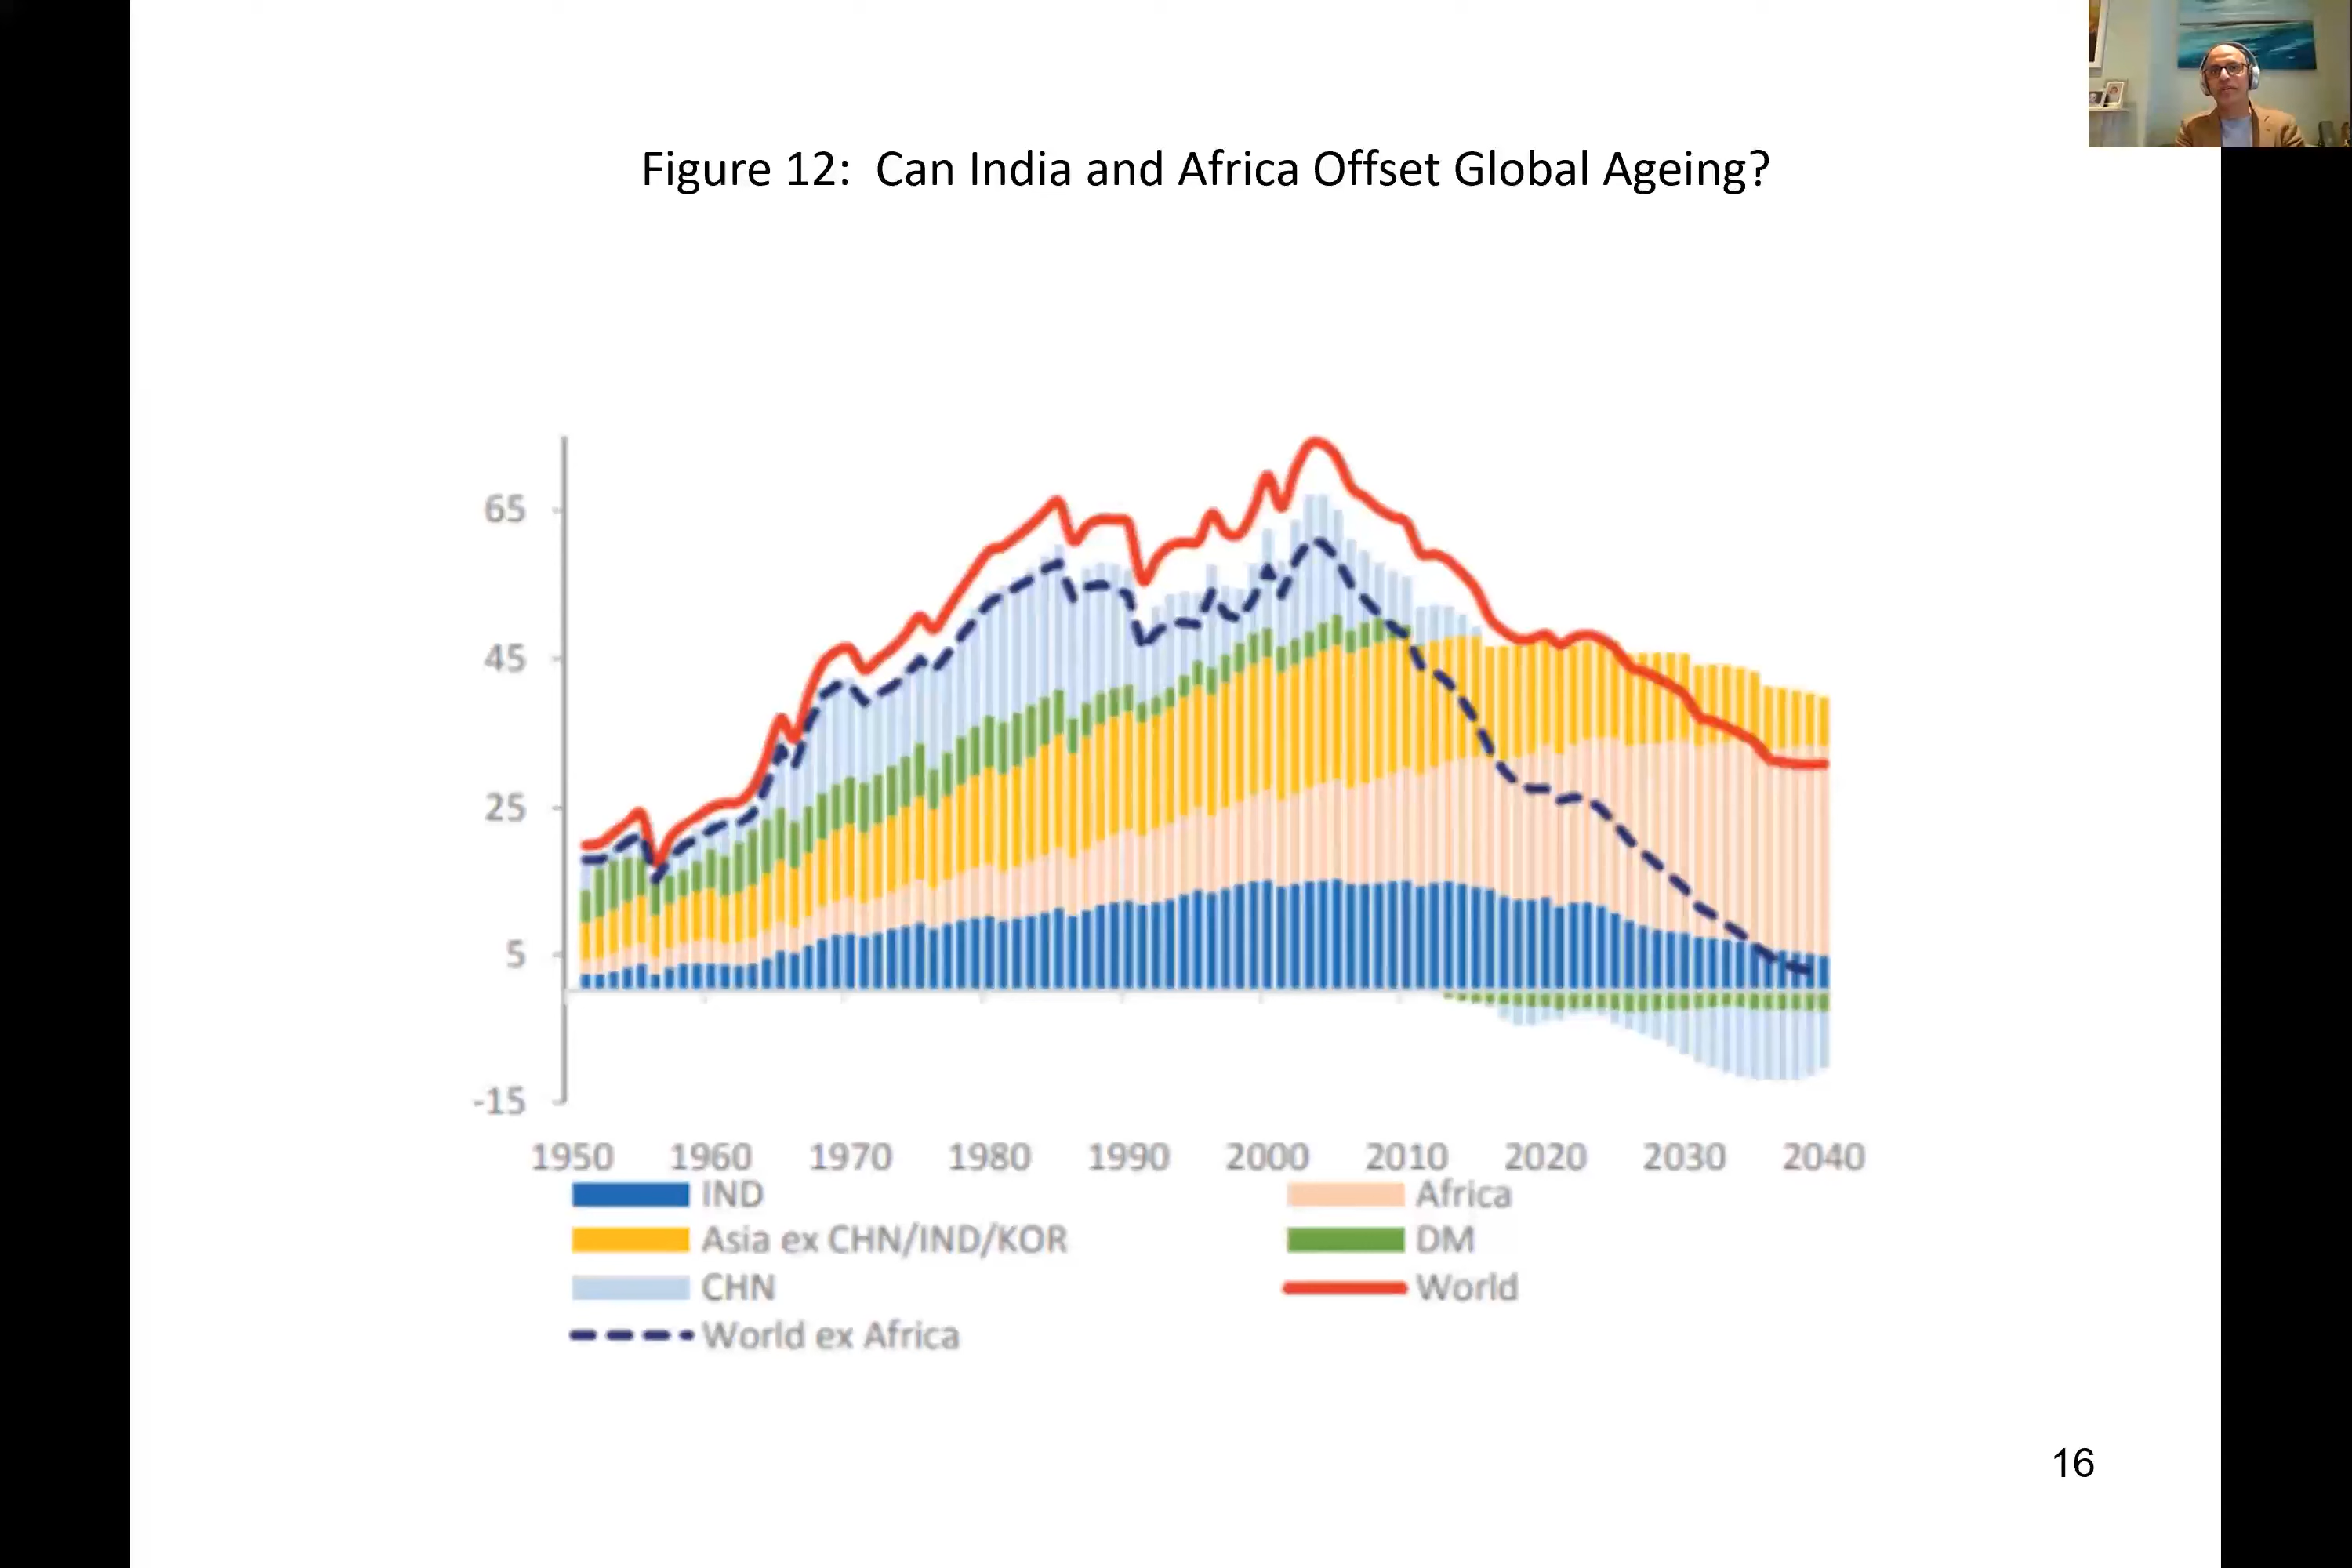 Figure 12: Can India and Africa Offset Global Ageing?
65
45
25
5
-15
1950 1960 1970 1980 1990 2000 2010 2020 2030 2040
IND Africa
Asia ex CHN/IND/KOR DM
CHN World
World ex Africa
16